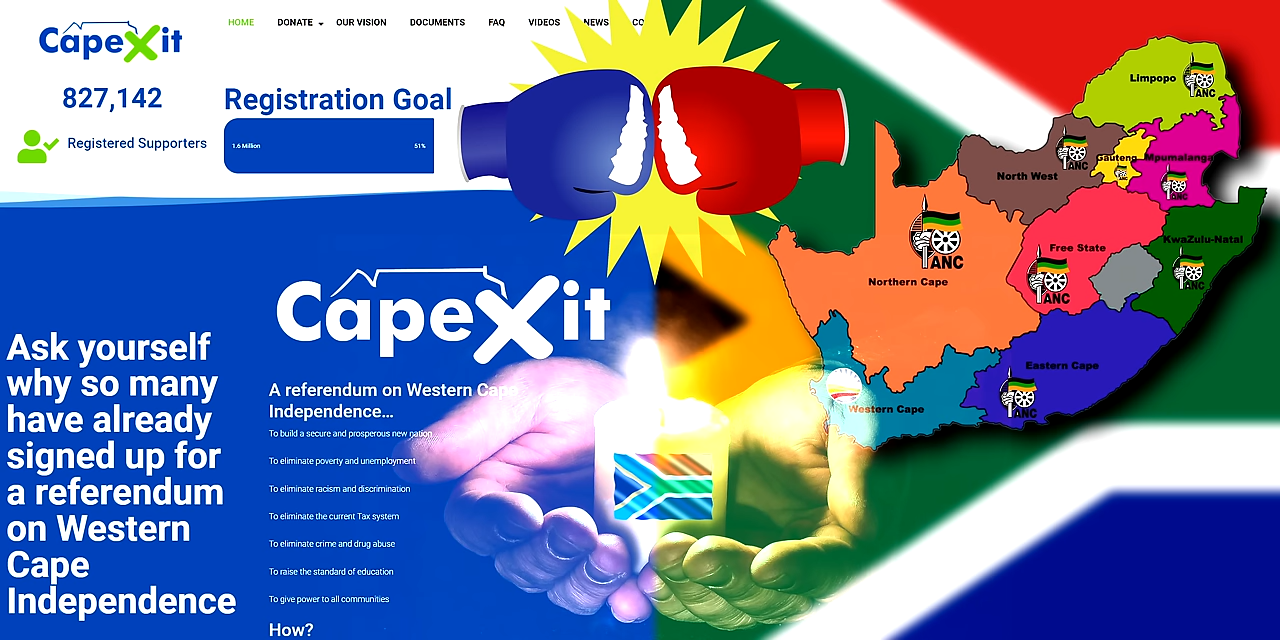 HOME
DONATE
OUR VISION
DOCUMENTS
FAQ
VIDEOS
NEWS
CapeXit
827,142
Registered Supporters
Registration Goal
1.6 Million
51%
CapeXit
Ask yourself
why so many
have already
signed up for
a referendum
on Western
Cape
Independence
A referendum on Western Cape
Independence...
To build a secure and prosperous new nation
To eliminate poverty and unemployment
To eliminate racism and discrimination
To eliminate the current Tax system
To eliminate crime and drug abuse
To raise the standard of education
To give power to all communities
How?
Limpopo
ANC
North West
ANC
Gauteng
ANC
Mpumalanga
ANC
KwaZulu-Natal
ANC
Free State
ANC
Northern Cape
ANC
Eastern Cape
ANC
Western Cape